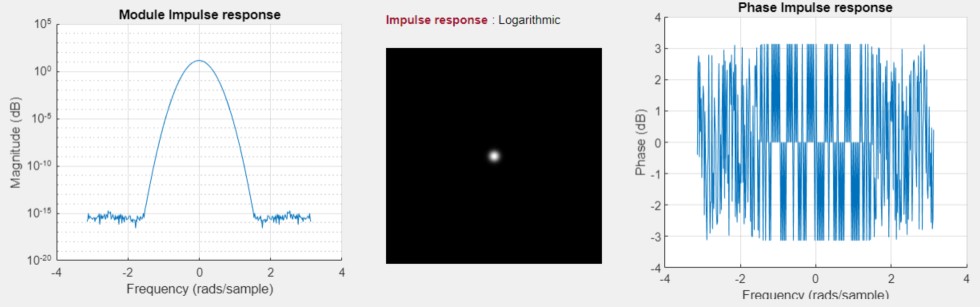 Module Impulse response
10^5
10^0
10^-5
10^-10
10^-15
10^-20
Magnitude (dB)
-4 -2 0 2 4
Frequency (rads/sample)
Impulse response : Logarithmic
Phase Impulse response
4
3
2
1
0
-1
-2
-3
-4
Phase (dB)
-4 -2 0 2 4
Frequency (rads/sample)